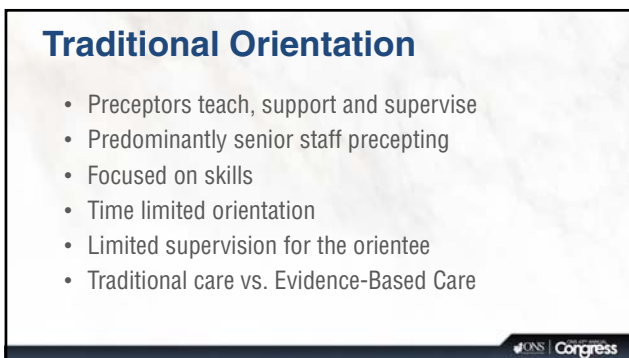 Traditional Orientation
• Preceptors teach, support and supervise
• Predominantly senior staff precepting
• Focused on skills
• Time limited orientation
• Limited supervision for the orientee
• Traditional care vs. Evidence-Based Care
ONS | Congress